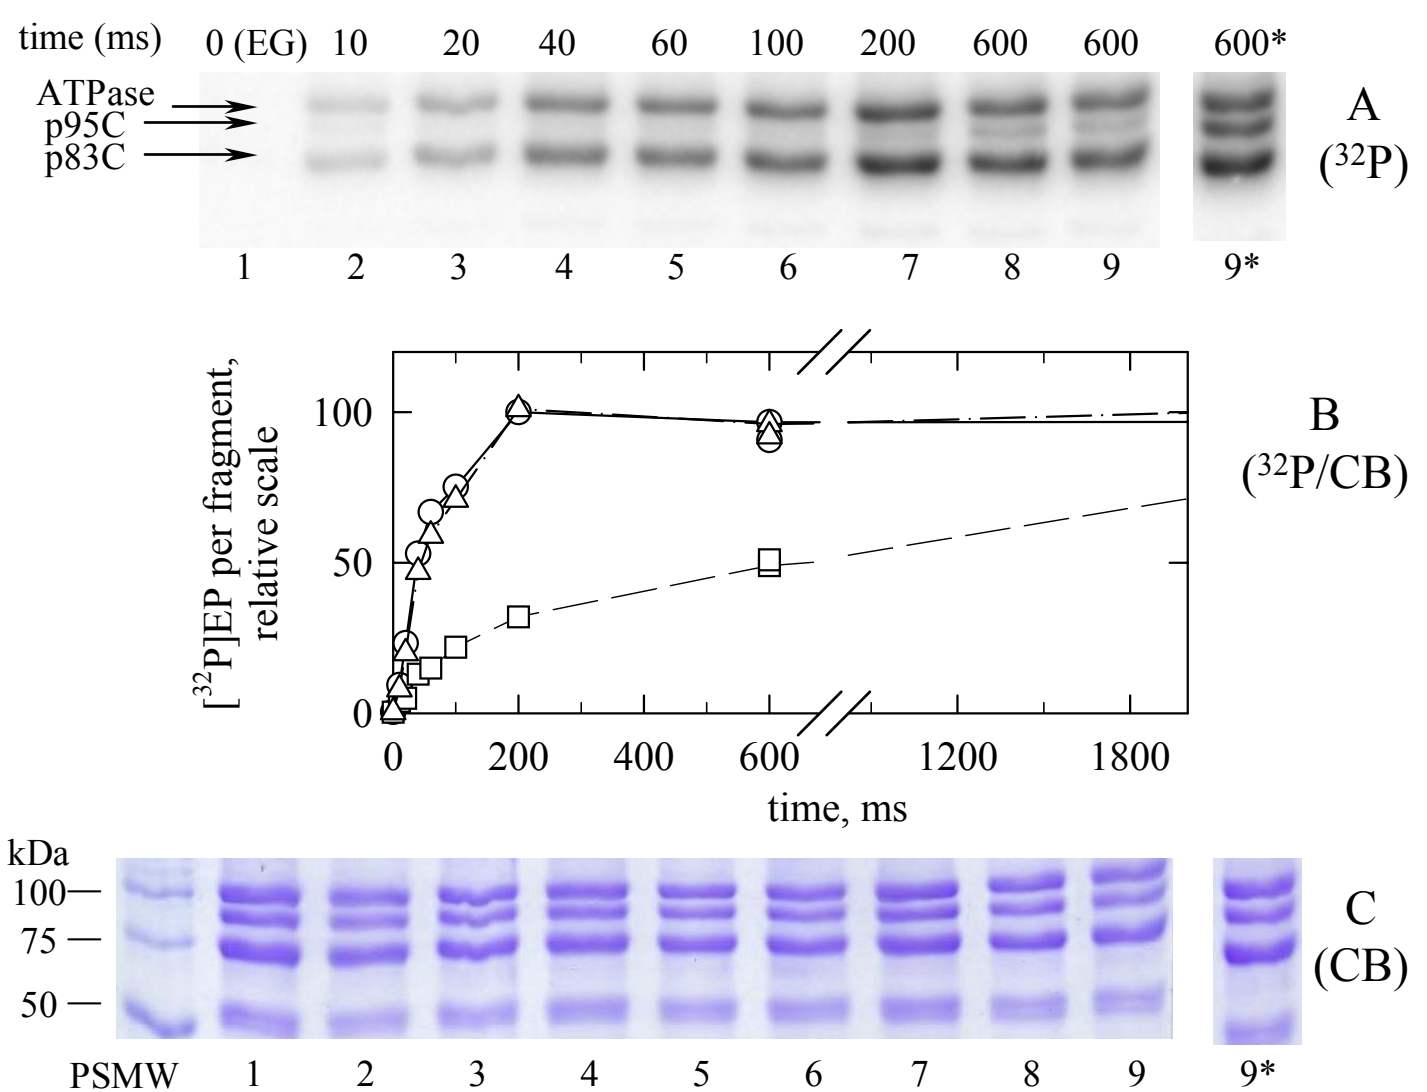 time (ms) 0 (EG) 10 20 40 60 100 200 600 600 600*
ATPase
p95C
p83C
A
(³²P)
1 2 3 4 5 6 7 8 9 9*
[³²P]EP per fragment,
relative scale
100
50
0
B
(³²P/CB)
0 200 400 600 1200 1800
time, ms
kDa
100
75
50
C
(CB)
PSMW 1 2 3 4 5 6 7 8 9 9*